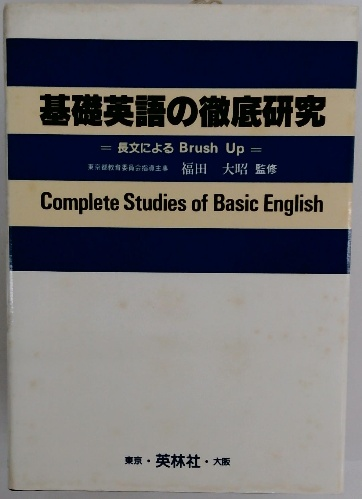 基礎英語の徹底研究
= 長文による Brush Up =
東京都教育委員会指導主事 福田 大昭 監修
Complete Studies of Basic English
東京・英林社・大阪